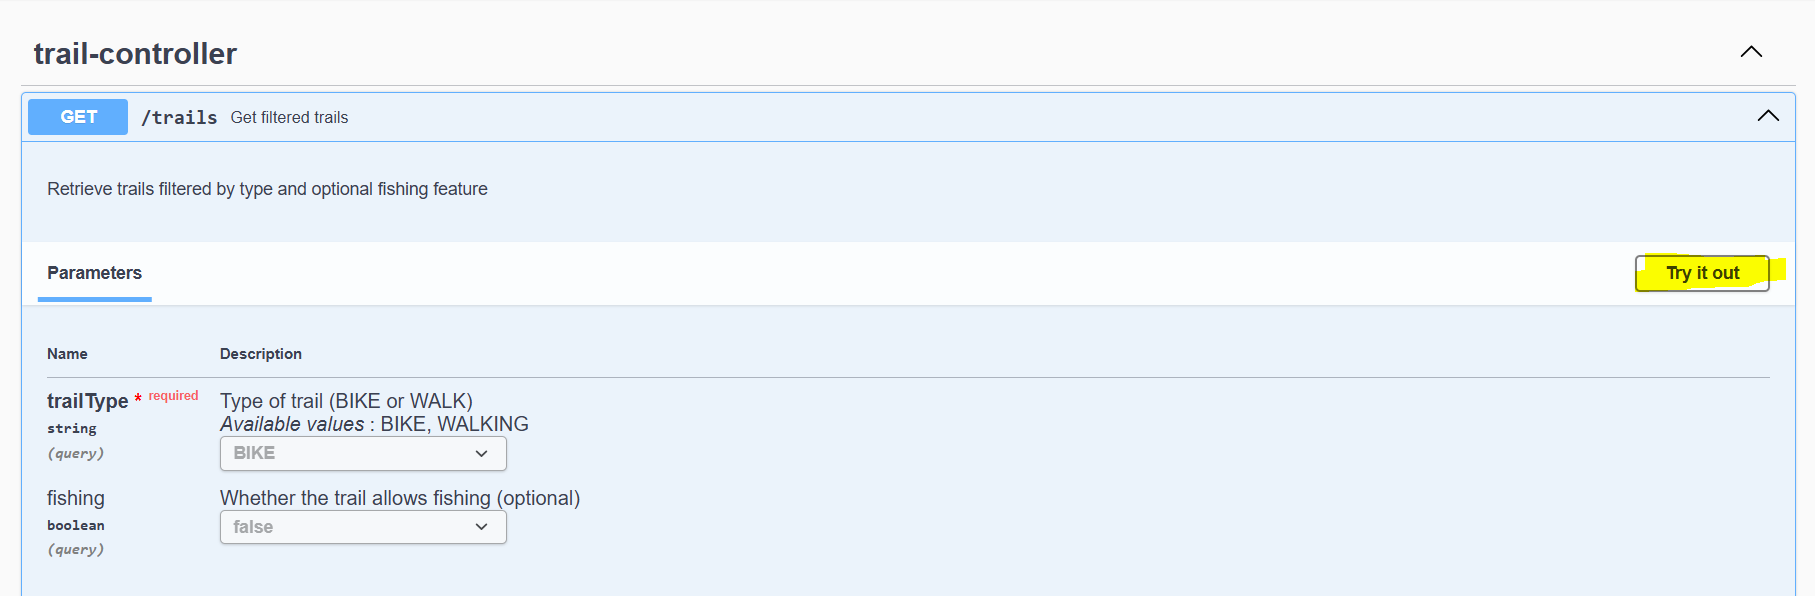 trail-controller
GET /trails Get filtered trails
Retrieve trails filtered by type and optional fishing feature
Parameters
Try it out
Name Description
trailType * required Type of trail (BIKE or WALK)
string Available values : BIKE, WALKING
(query) BIKE
fishing Whether the trail allows fishing (optional)
boolean false
(query)